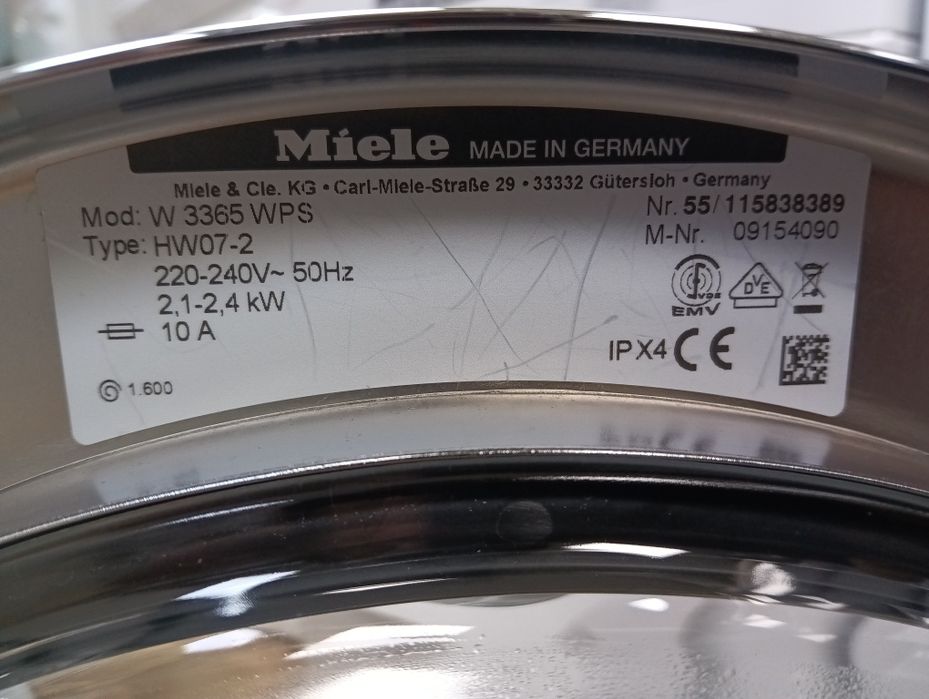 Miele MADE IN GERMANY
Miele & Cie. KG • Carl-Miele-Straße 29 • 33332 Gütersloh • Germany
Mod: W 3365 WPS
Nr. 55/115838389
Type: HW07-2
M-Nr. 09154090
220-240V~ 50Hz
2,1-2,4 kW
10 A
VDE
EMV
DVE
IPX4 CE
1.600